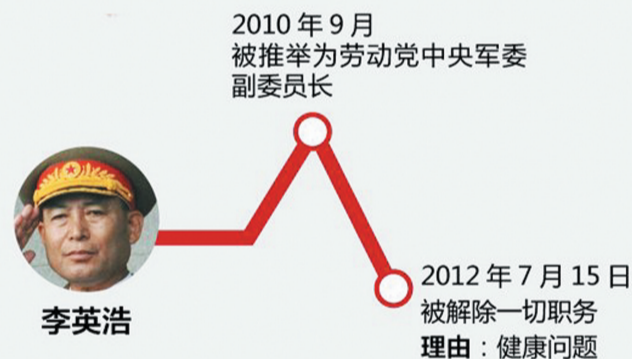 2010 年 9 月
被推举为劳动党中央军委
副委员长
李英浩
2012 年 7 月 15 日
被解除一切职务
理由：健康问题